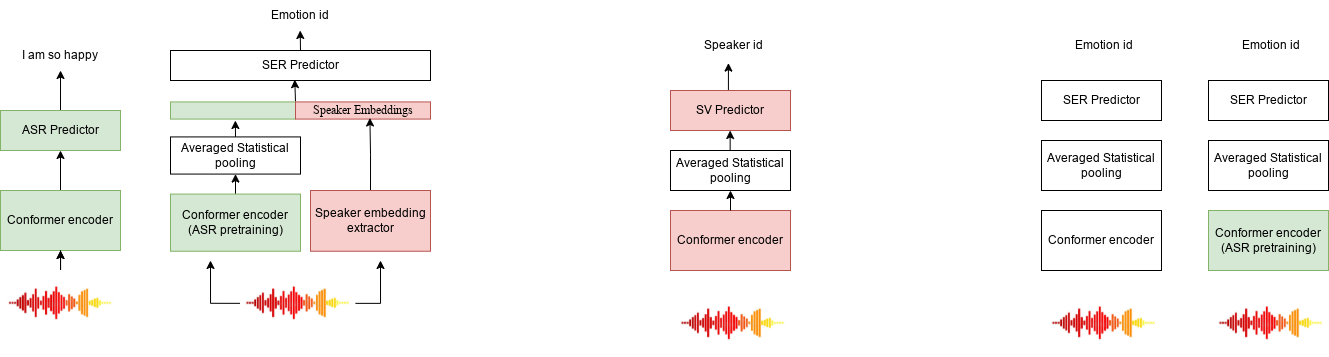 I am so happy
ASR Predictor
Conformer encoder
Emotion id
SER Predictor
Speaker Embeddings
Averaged Statistical
pooling
Conformer encoder
(ASR pretraining)
Speaker embedding
extractor
Speaker id
SV Predictor
Averaged Statistical
pooling
Conformer encoder
Emotion id
SER Predictor
Averaged Statistical
pooling
Conformer encoder
Emotion id
SER Predictor
Averaged Statistical
pooling
Conformer encoder
(ASR pretraining)